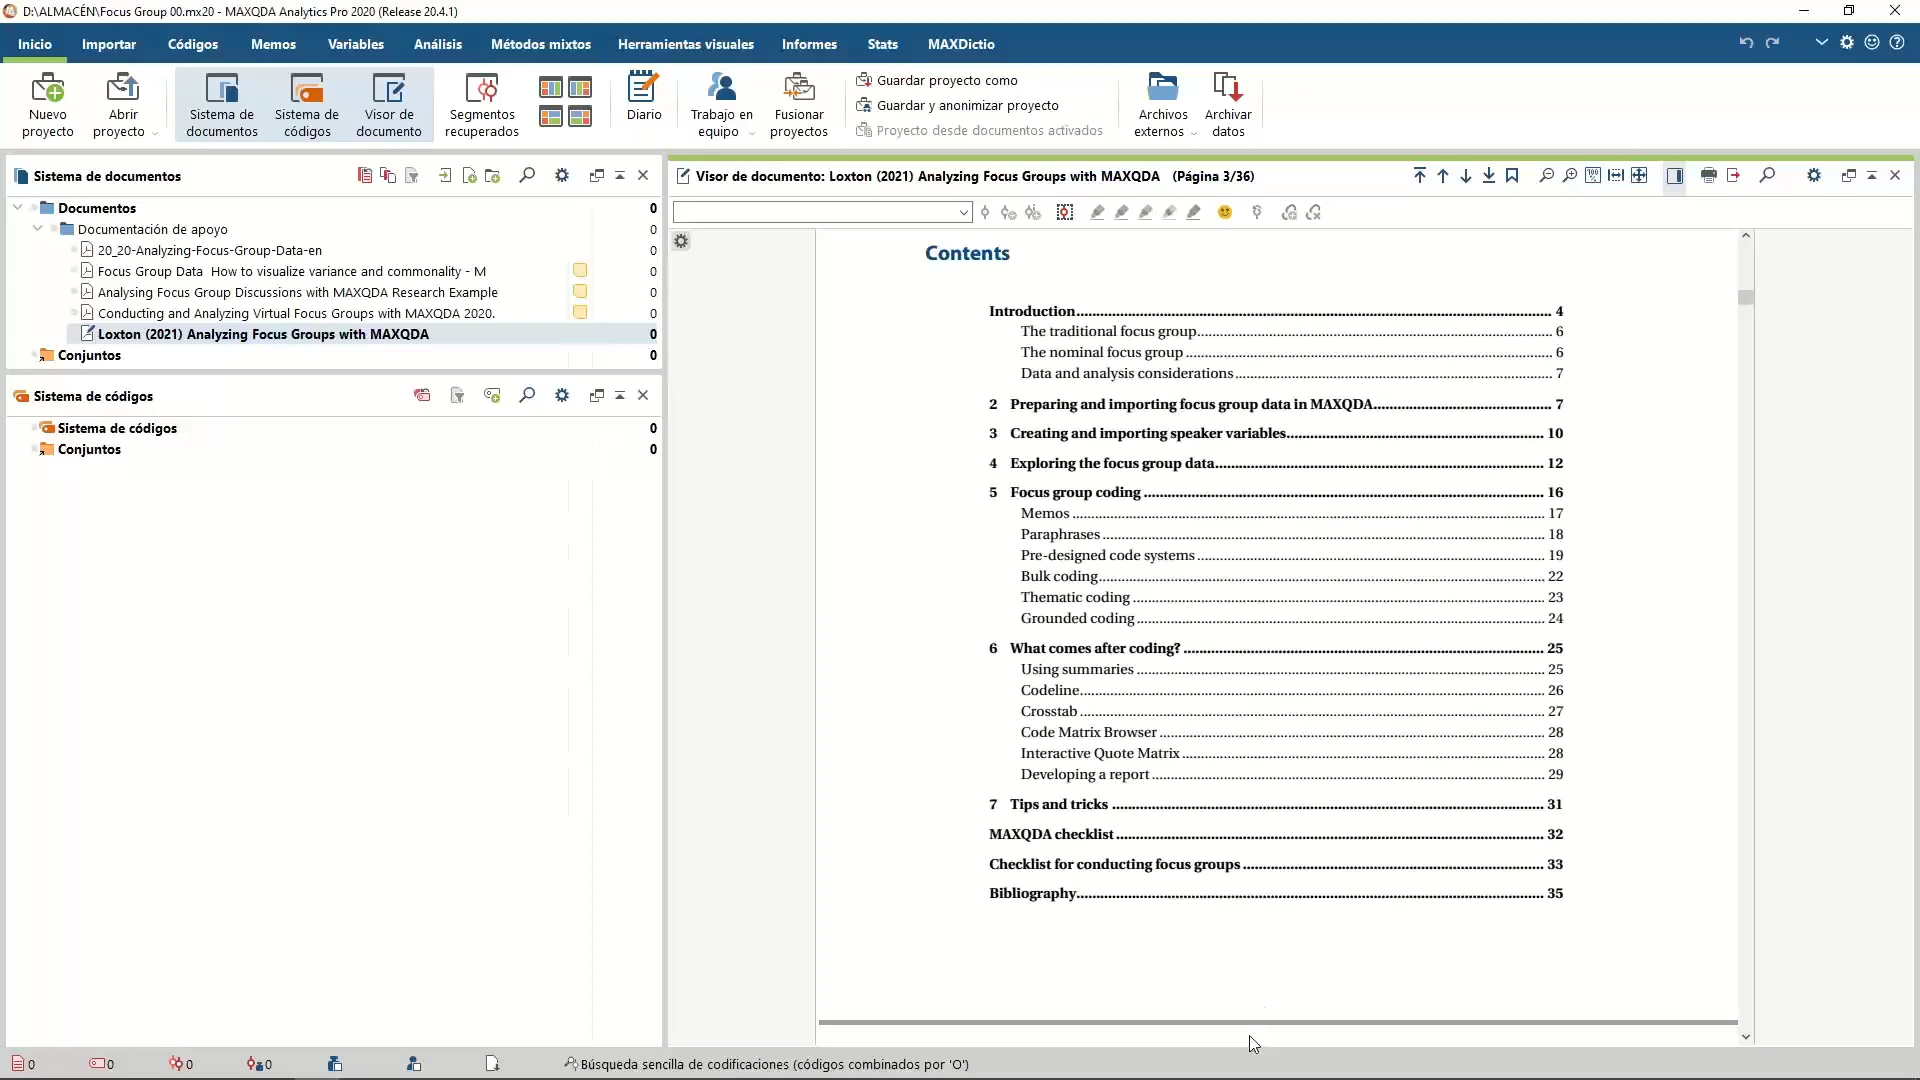 D:\ALMACÉN\Focus Group 00.mx20 - MAXQDA Analytics Pro 2020 (Release 20.4.1)
Inicio Importar Códigos Memos Variables Análisis Métodos mixtos Herramientas visuales Informes Stats MAXDictio
Nuevo proyecto
Abrir proyecto
Sistema de documentos
Sistema de códigos
Visor de documento
Segmentos recuperados
Diario
Trabajo en equipo
Fusionar proyectos
Guardar proyecto como
Guardar y anonimizar proyecto
Proyecto desde documentos activados
Archivos externos
Archivar datos
Sistema de documentos
Documentos 0
Documentación de apoyo 0
20_20-Analyzing-Focus-Group-Data-en 0
Focus Group Data How to visualize variance and commonality - M 0
Analysing Focus Group Discussions with MAXQDA Research Example 0
Conducting and Analyzing Virtual Focus Groups with MAXQDA 2020. 0
Loxton (2021) Analyzing Focus Groups with MAXQDA 0
Conjuntos 0
Sistema de códigos
Sistema de códigos 0
Conjuntos 0
Visor de documento: Loxton (2021) Analyzing Focus Groups with MAXQDA (Página 3/36)
Contents
Introduction 4
The traditional focus group 6
The nominal focus group 6
Data and analysis considerations 7
2 Preparing and importing focus group data in MAXQDA 7
3 Creating and importing speaker variables 10
4 Exploring the focus group data 12
5 Focus group coding 16
Memos 17
Paraphrases 18
Pre-designed code systems 19
Bulk coding 22
Thematic coding 23
Grounded coding 24
6 What comes after coding? 25
Using summaries 25
Codeline 26
Crosstab 27
Code Matrix Browser 28
Interactive Quote Matrix 28
Developing a report 29
7 Tips and tricks 31
MAXQDA checklist 32
Checklist for conducting focus groups 33
Bibliography 35
0 0 0 0 Búsqueda sencilla de codificaciones (códigos combinados por 'O')